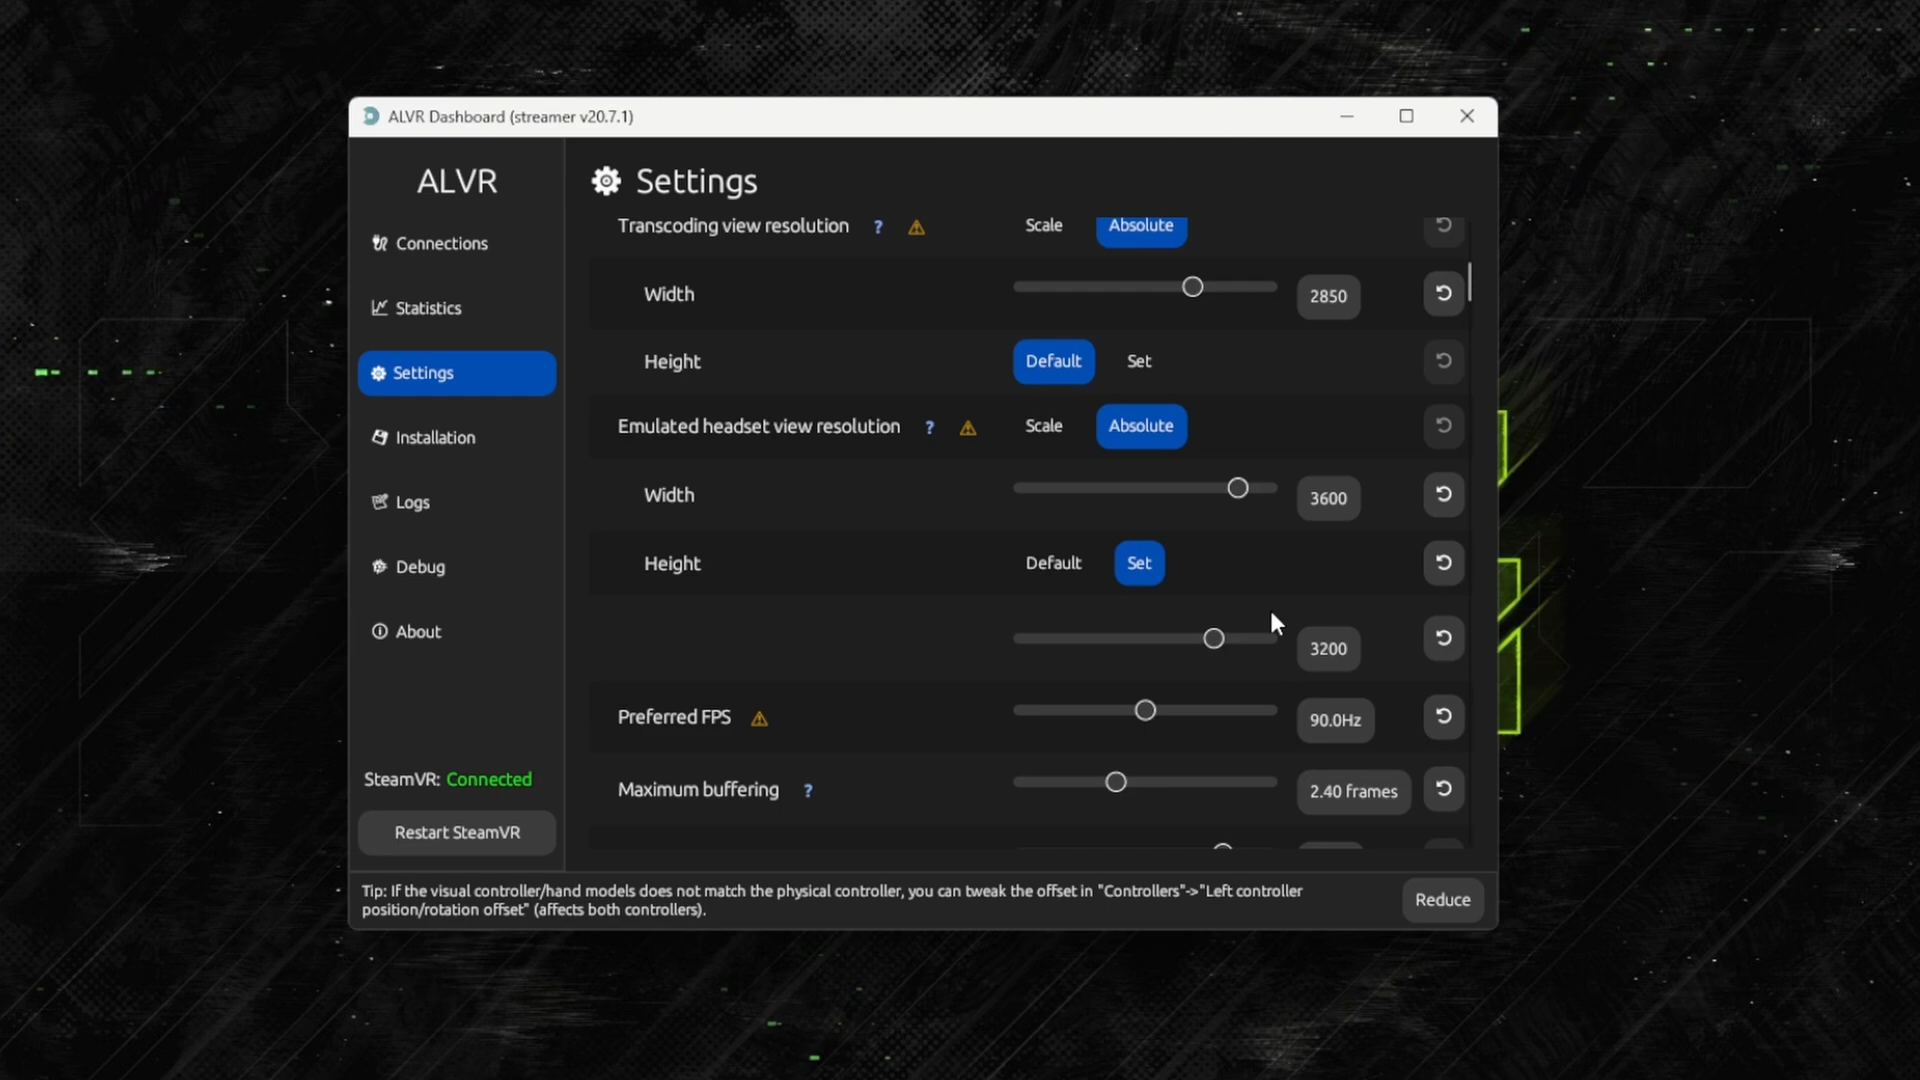 ALVR Dashboard (streamer v20.7.1)
ALVR
Connections
Statistics
Settings
Installation
Logs
Debug
About
SteamVR: Connected
Restart SteamVR
Settings
Transcoding view resolution ? Scale Absolute
Width 2850
Height Default Set
Emulated headset view resolution ? Scale Absolute
Width 3600
Height Default Set
3200
Preferred FPS 90.0Hz
Maximum buffering ? 2.40 frames
Tip: If the visual controller/hand models does not match the physical controller, you can tweak the offset in "Controllers"->"Left controller
position/rotation offset" (affects both controllers).
Reduce